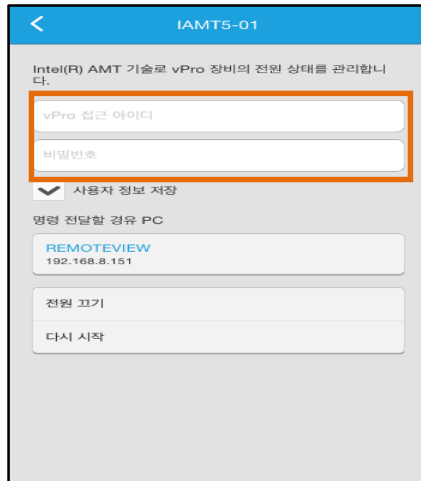 IAMT5-01
Intel(R) AMT 기술로 vPro 장비의 전원 상태를 관리합니
다.
vPro 접근 아이디
비밀번호
사용자 정보 저장
명령 전달할 경유 PC
REMOTEVIEW
192.168.8.151
전원 끄기
다시 시작